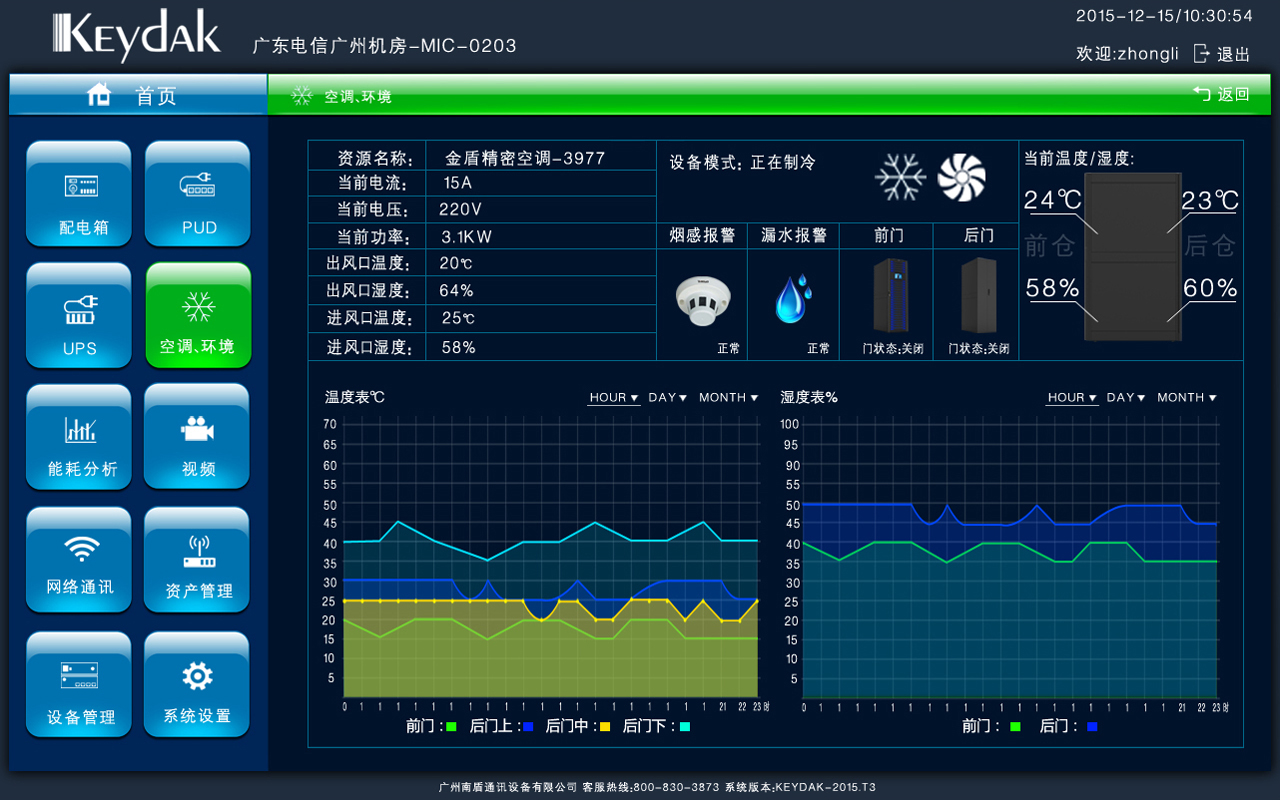 KEYDAK
广东电信广州机房-MIC-0203
2015-12-15/10:30:54
欢迎:zhongli 退出
首页
空调、环境
返回
配电箱
PUD
UPS
空调、环境
能耗分析
视频
网络通讯
资产管理
设备管理
系统设置
资源名称: 金盾精密空调-3977
当前电流: 15A
当前电压: 220V
当前功率: 3.1KW
出风口温度: 20℃
出风口湿度: 64%
进风口温度: 25℃
进风口湿度: 58%
设备模式: 正在制冷
烟感报警 漏水报警 前门 后门
正常 正常 门状态:关闭 门状态:关闭
当前温度/湿度:
24℃ 23℃
前仓 后仓
58% 60%
温度表℃ HOUR▼ DAY▼ MONTH▼
70
65
60
55
50
45
40
35
30
25
20
15
10
5
0 1 1 1 1 1 1 1 1 1 1 1 1 1 1 1 1 1 1 1 1 21 22 23时
前门: 后门上: 后门中: 后门下:
湿度表% HOUR▼ DAY▼ MONTH▼
100
95
90
55
50
45
40
35
30
25
20
15
10
5
0 1 1 1 1 1 1 1 1 1 1 1 1 1 1 1 1 1 1 1 1 21 22 23时
前门: 后门:
广州南盾通讯设备有限公司 客服热线:800-830-3873 系统版本:KEYDAK-2015.T3